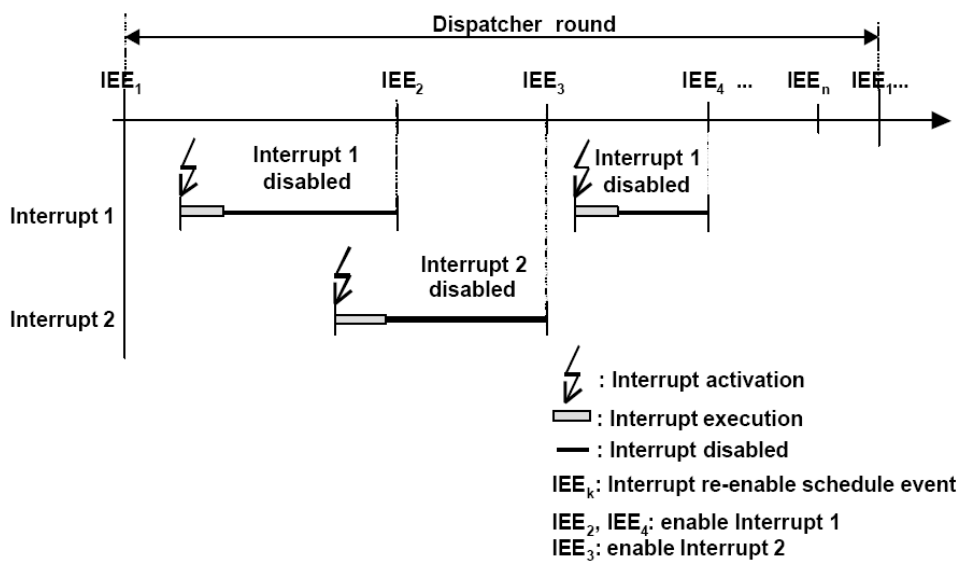 Dispatcher round
IEE1 IEE2 IEE3 IEE4 ... IEEn IEE1...
Interrupt 1
disabled
Interrupt 1
disabled
Interrupt 1
Interrupt 2
disabled
Interrupt 2
: Interrupt activation
: Interrupt execution
: Interrupt disabled
IEEk: Interrupt re-enable schedule event
IEE2, IEE4: enable Interrupt 1
IEE3: enable Interrupt 2